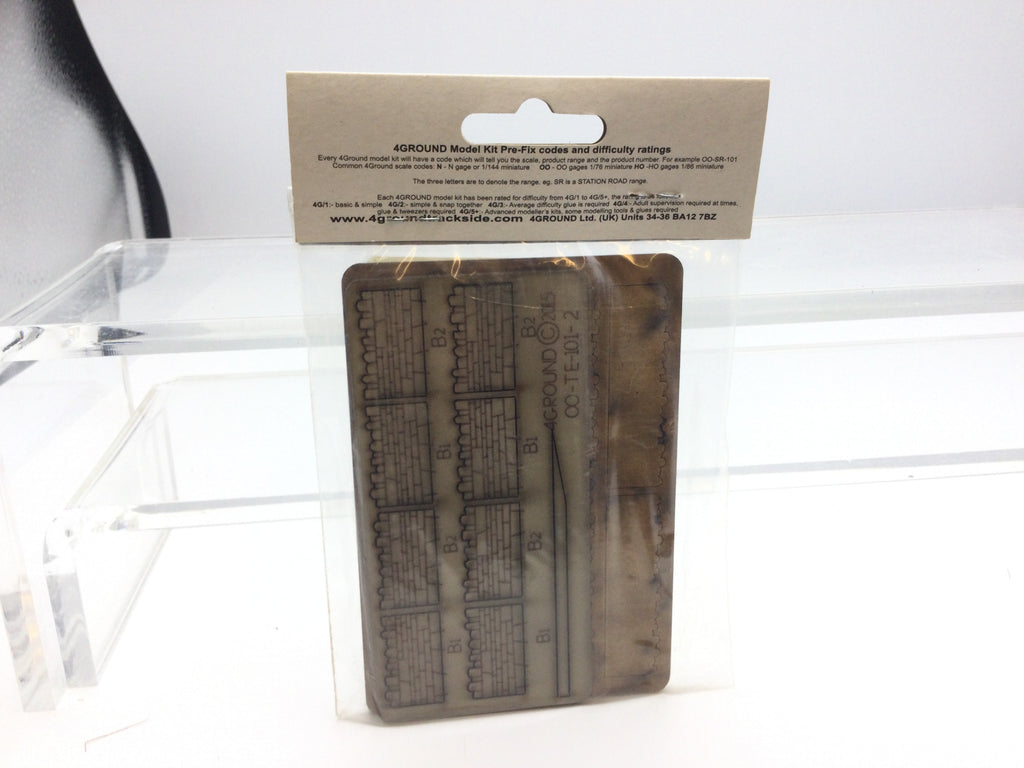 4GROUND Model Kit Pre-Fix codes and difficulty ratings
Every 4Ground model kit will have a code which will tell you the scale, product range and the product number. For example OO-SR-101
Common 4Ground scale codes: N - N gage or 1/144 miniature OO - OO gages 1/76 miniature HO -HO gages 1/86 miniature
The three letters are to denote the range. eg. SR is a STATION ROAD range.
Each 4GROUND model kit has been rated for difficulty from 4G/1 to 4G/5+, the
4G/1:- basic & simple 4G/2:- simple & snap together 4G/3:- Average difficulty glue is required 4G/4:- Adult supervision required at times,
glue & tweezers required 4G/5+:- Advanced modeller's kits, some modelling tools & glues required
www.4groundtrackside.com 4GROUND Ltd. (UK) Units 34-36 BA12 7BZ
B2
B2
B1
B1
B2
B2
B1
B1
4GROUND © 2015
OO-TE-101-2